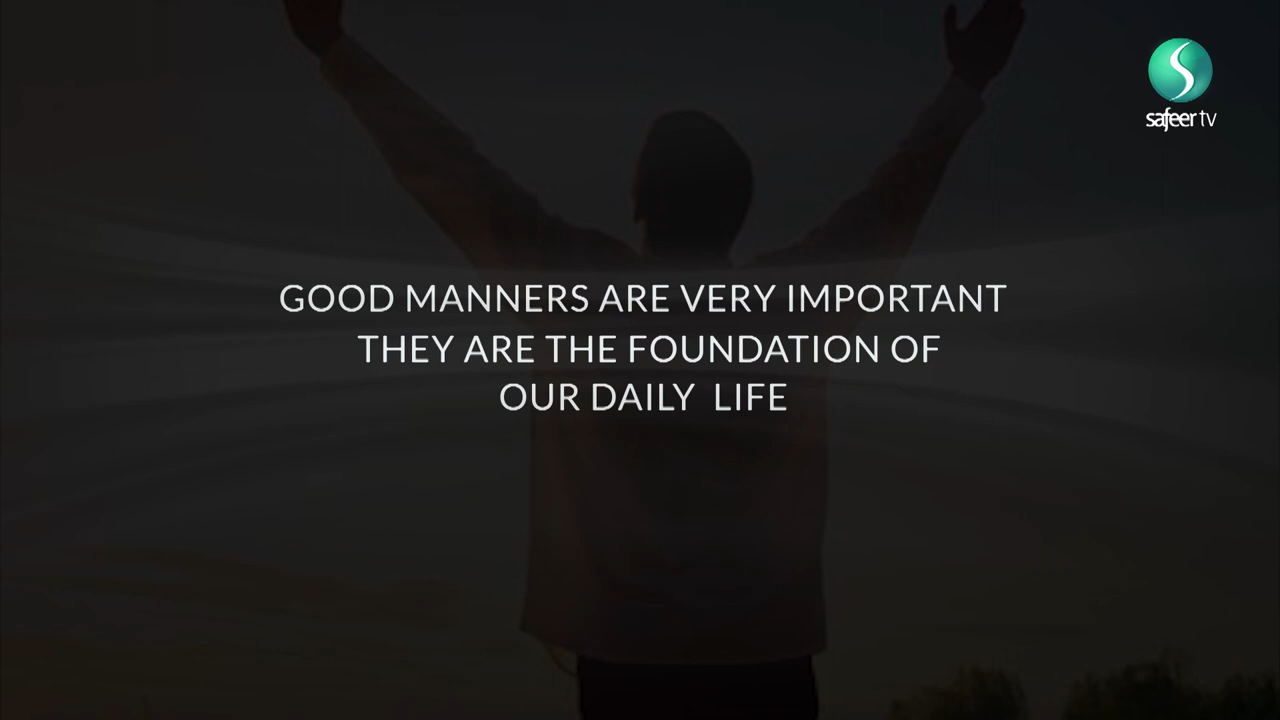 safeer tv
GOOD MANNERS ARE VERY IMPORTANT
THEY ARE THE FOUNDATION OF
OUR DAILY LIFE